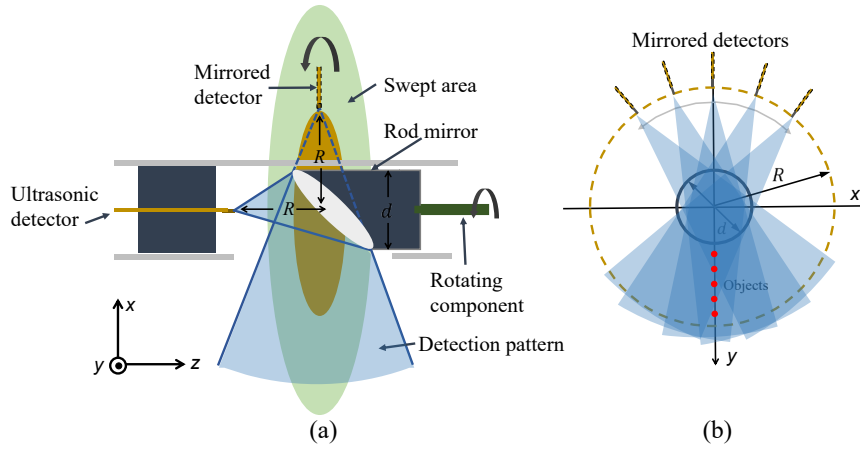 Mirrored
detector
Swept area
Rod mirror
R
Ultrasonic
detector
R
d
Rotating
component
x
y
z
Detection pattern
(a)
Mirrored detectors
R
x
d
Objects
y
(b)